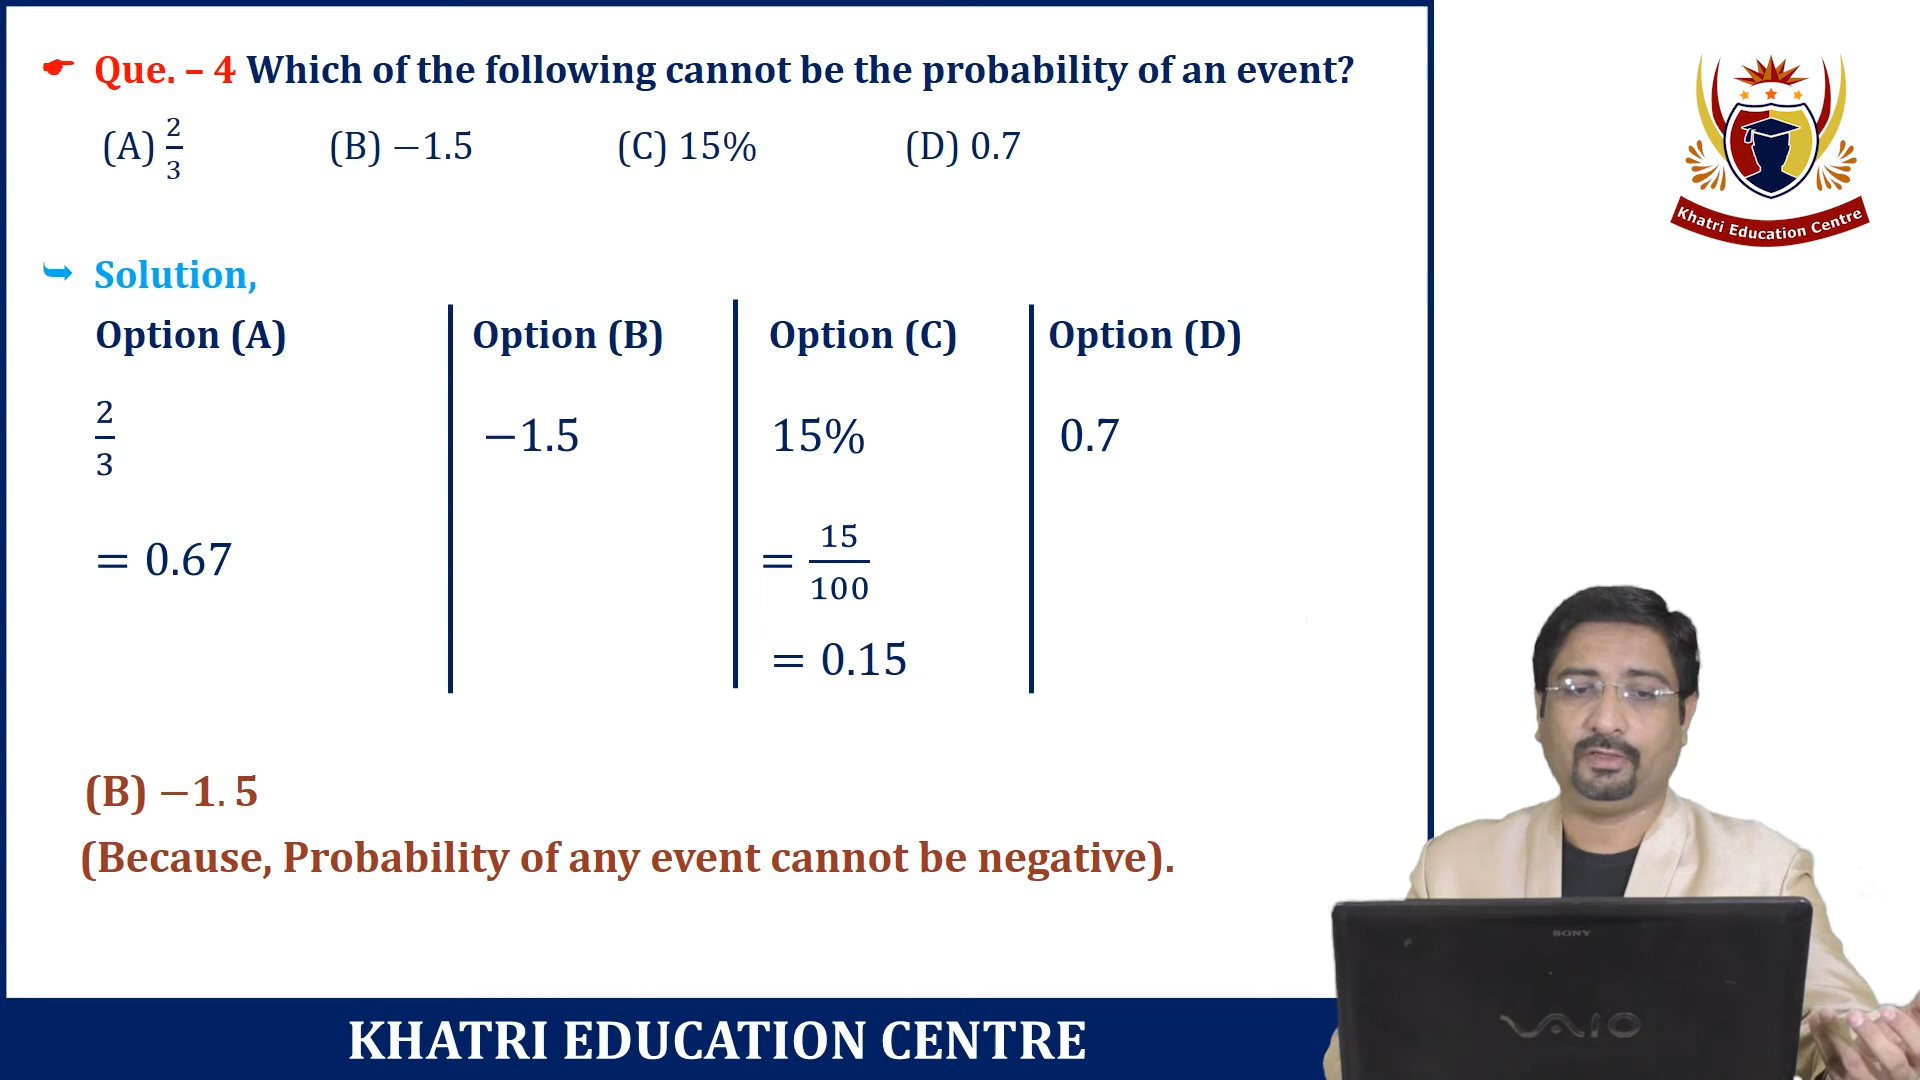 Que. – 4 Which of the following cannot be the probability of an event?
(A) 2/3 (B) −1.5 (C) 15% (D) 0.7
Khatri Education Centre
Solution,
Option (A) Option (B) Option (C) Option (D)
2/3 −1.5 15% 0.7
= 0.67 = 15/100
= 0.15
(B) −1.5
(Because, Probability of any event cannot be negative).
SONY
VAIO
KHATRI EDUCATION CENTRE